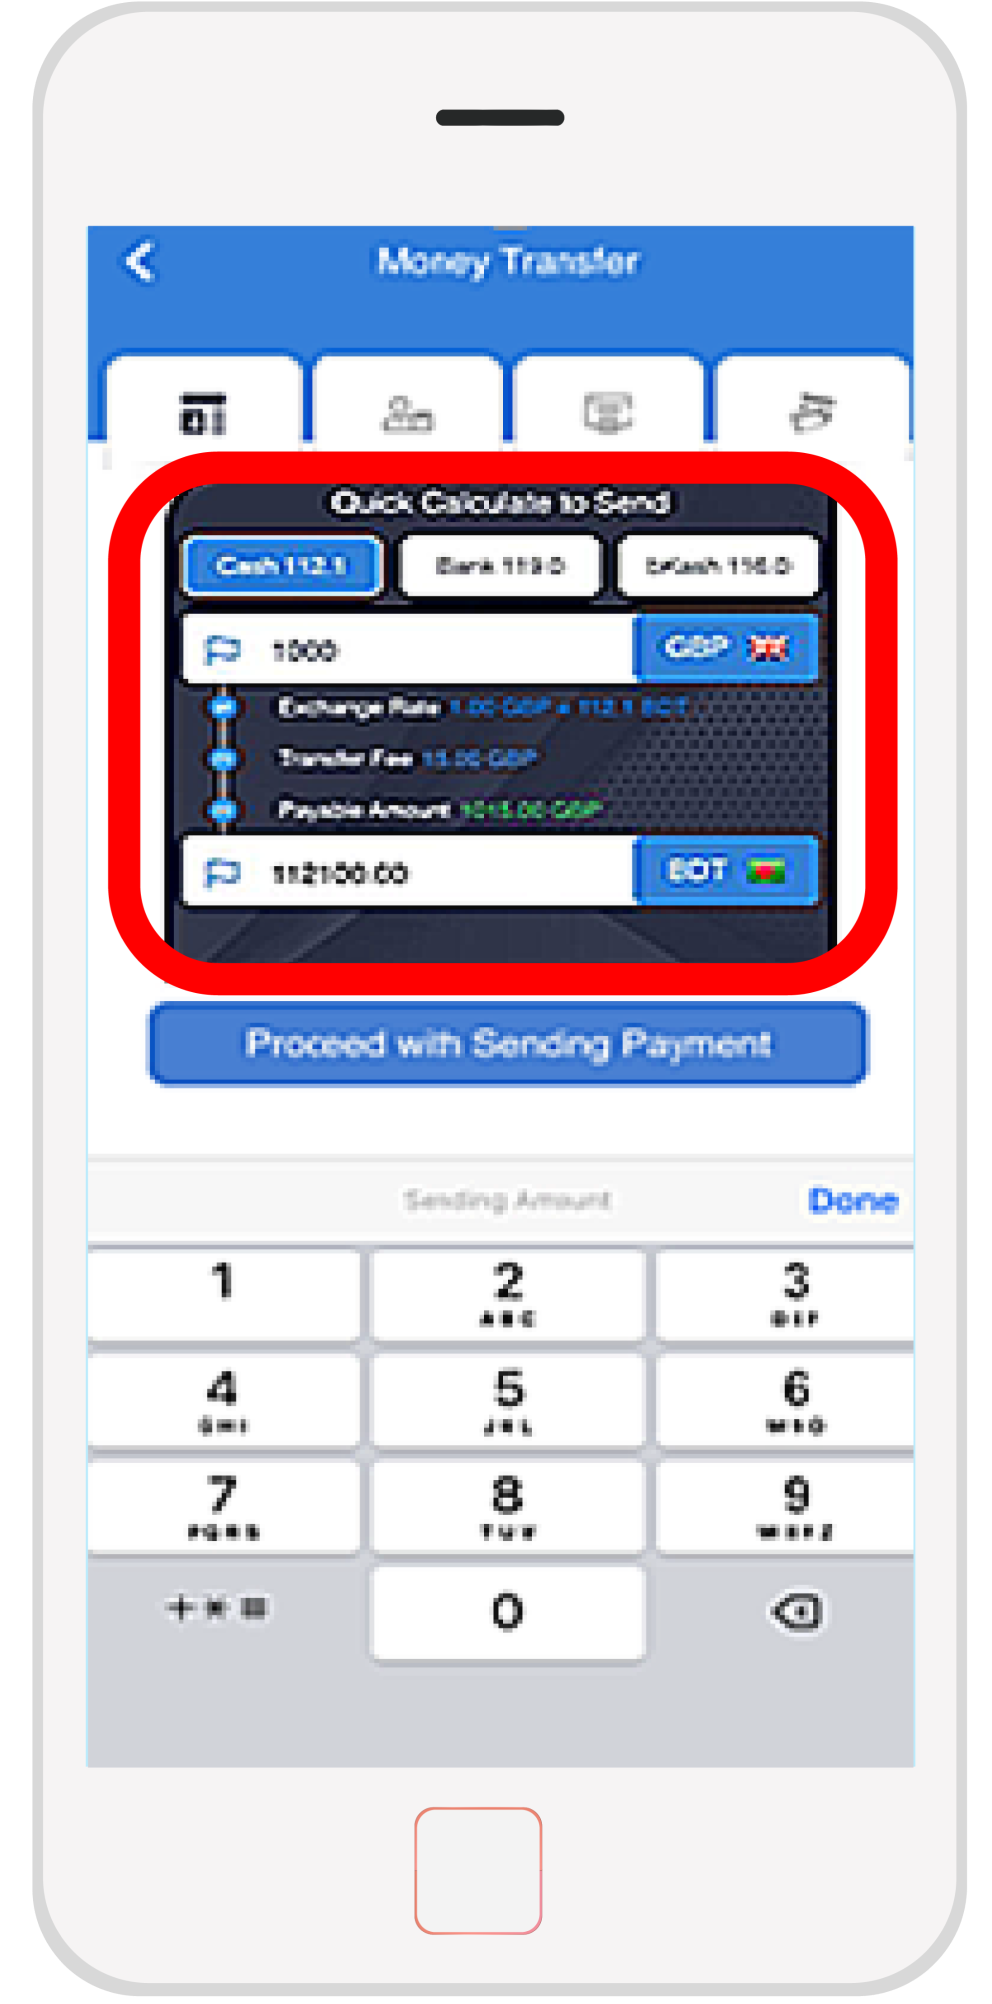 Money Transfer
Quick Calculate to Send
Cash 112.1
Bank 113.0
bKash 116.0
1000
GBP
Exchange Rate 1.00 GBP = 112.1 BDT
Transfer Fee 15.00 GBP
Payable Amount 1015.00 GBP
112100.00
BDT
Proceed with Sending Payment
Sending Amount
Done
1
2
3
ABC
DEF
4
5
6
GHI
JKL
MNO
7
8
9
PQRS
TUV
WXYZ
+ * =
0